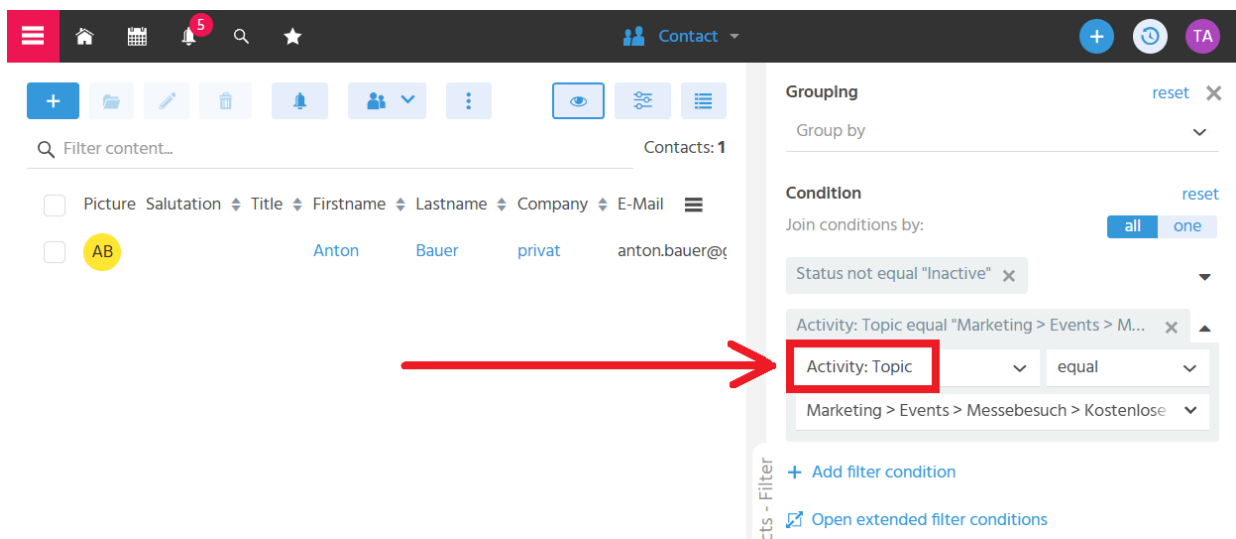 5
Contact
TA
Filter content...
Contacts: 1
Picture Salutation Title Firstname Lastname Company E-Mail
AB Anton Bauer privat anton.bauer@g
Grouping reset
Group by
Condition reset
Join conditions by: all one
Status not equal "Inactive"
Activity: Topic equal "Marketing > Events > M...
Activity: Topic equal
Marketing > Events > Messebesuch > Kostenlose
+ Add filter condition
Open extended filter conditions
cts - Filter